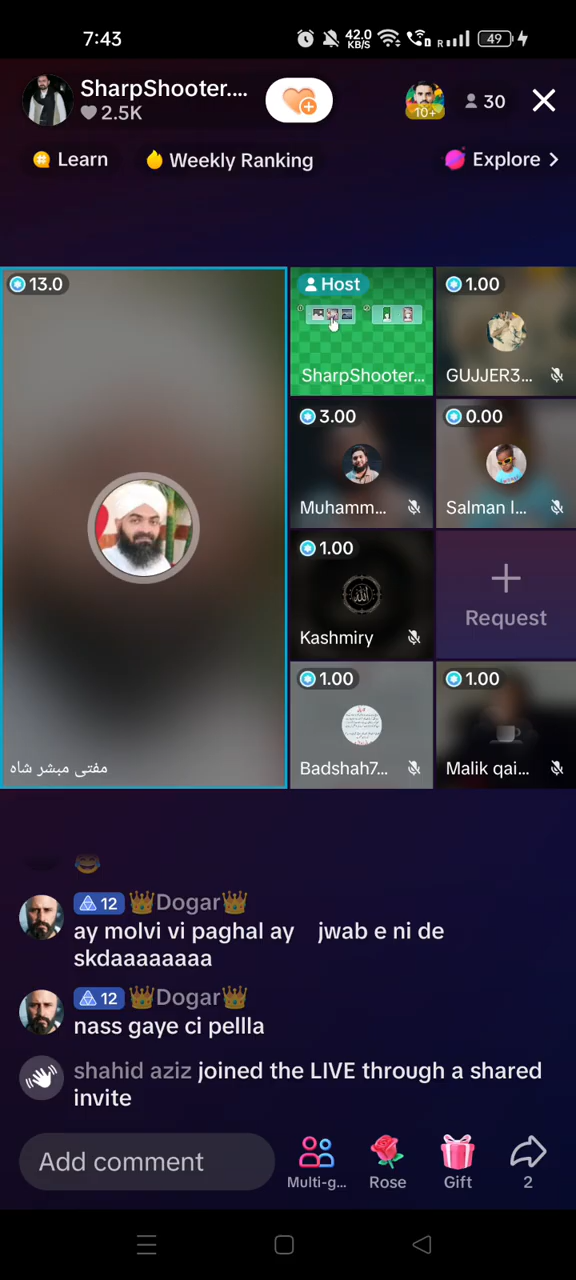 7:43
42.0 KB/S
R
49
SharpShooter....
2.5K
10+
30
Learn
Weekly Ranking
Explore >
13.0
Host
SharpShooter...
1.00
GUJJER3...
3.00
Muhamm...
0.00
Salman I...
1.00
Kashmiry
Request
1.00
Badshah7...
1.00
Malik qai...
مفتی مبشر شاہ
12 👑Dogar👑
ay molvi vi paghal ay jwab e ni de
skdaaaaaaaa
12 👑Dogar👑
nass gaye ci pellla
shahid aziz joined the LIVE through a shared
invite
Add comment
Multi-g...
Rose
Gift
2